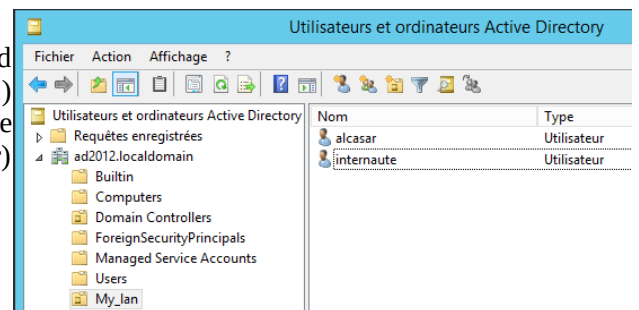 Utilisateurs et ordinateurs Active Directory
Fichier Action Affichage ?
d
)
e
)
Utilisateurs et ordinateurs Active Directory
Requêtes enregistrées
ad2012.localdomain
Builtin
Computers
Domain Controllers
ForeignSecurityPrincipals
Managed Service Accounts
Users
My_lan
Nom Type
alcasar Utilisateur
internaute Utilisateur